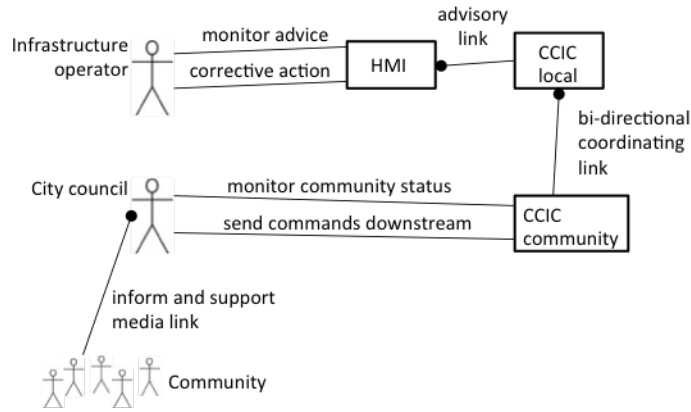 Infrastructure
operator
monitor advice
corrective action
HMI
advisory
link
CCIC
local
bi-directional
coordinating
link
City council
monitor community status
send commands downstream
CCIC
community
inform and support
media link
Community